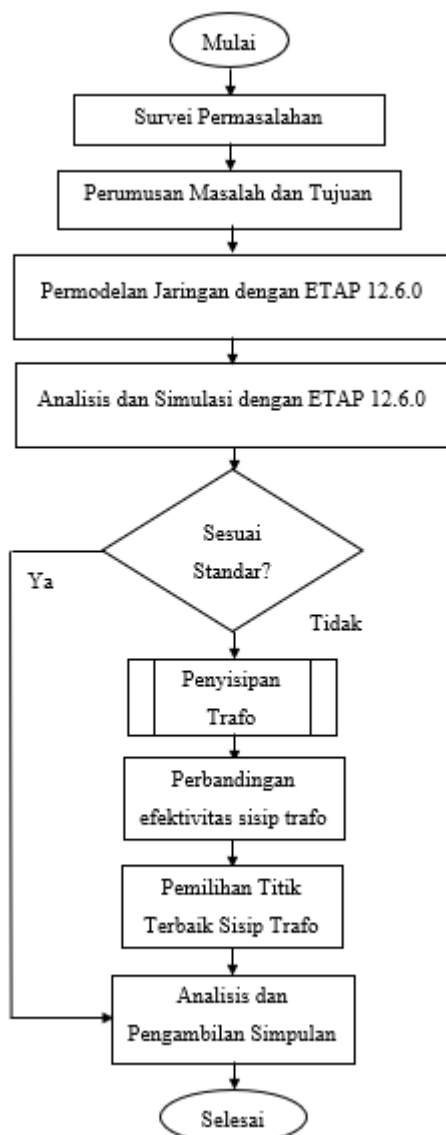 Mulai
Survei Permasalahan
Perumusan Masalah dan Tujuan
Permodelan Jaringan dengan ETAP 12.6.0
Analisis dan Simulasi dengan ETAP 12.6.0
Sesuai
Standar?
Ya
Tidak
Penyisipan
Trafo
Perbandingan
efektivitas sisip trafo
Pemilihan Titik
Terbaik Sisip Trafo
Analisis dan
Pengambilan Simpulan
Selesai